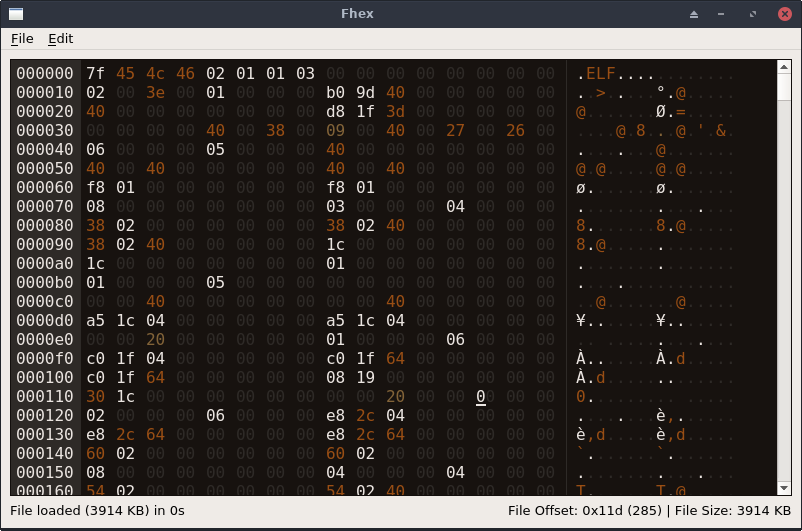 Fhex
File Edit
000000 7f 45 4c 46 02 01 01 03 00 00 00 00 00 00 00 00 .ELF............
000010 02 00 3e 00 01 00 00 00 b0 9d 40 00 00 00 00 00 ..>.....°.@.....
000020 40 00 00 00 00 00 00 00 d8 1f 3d 00 00 00 00 00 @.......Ø.=.....
000030 00 00 00 00 40 00 38 00 09 00 40 00 27 00 26 00 ....@.8...@.'.&.
000040 06 00 00 00 05 00 00 00 40 00 00 00 00 00 00 00 ........@.......
000050 40 00 40 00 00 00 00 00 40 00 40 00 00 00 00 00 @.@.....@.@.....
000060 f8 01 00 00 00 00 00 00 f8 01 00 00 00 00 00 00 ø.......ø.......
000070 08 00 00 00 00 00 00 00 03 00 00 00 04 00 00 00 ................
000080 38 02 00 00 00 00 00 00 38 02 40 00 00 00 00 00 8.......8.@.....
000090 38 02 40 00 00 00 00 00 1c 00 00 00 00 00 00 00 8.@.............
0000a0 1c 00 00 00 00 00 00 00 01 00 00 00 00 00 00 00 ................
0000b0 01 00 00 00 05 00 00 00 00 00 00 00 00 00 00 00 ................
0000c0 00 00 40 00 00 00 00 00 00 00 40 00 00 00 00 00 ..@.......@.....
0000d0 a5 1c 04 00 00 00 00 00 a5 1c 04 00 00 00 00 00 ¥.......¥.......
0000e0 00 00 20 00 00 00 00 00 01 00 00 00 06 00 00 00 .. .............
0000f0 c0 1f 04 00 00 00 00 00 c0 1f 64 00 00 00 00 00 À.......À.d.....
000100 c0 1f 64 00 00 00 00 00 08 19 00 00 00 00 00 00 À.d.............
000110 30 1c 00 00 00 00 00 00 00 00 20 00 00 0 00 00 0......... .....
000120 02 00 00 00 06 00 00 00 e8 2c 04 00 00 00 00 00 ........è,......
000130 e8 2c 64 00 00 00 00 00 e8 2c 64 00 00 00 00 00 è,d.....è,d.....
000140 60 02 00 00 00 00 00 00 60 02 00 00 00 00 00 00 `.......`.......
000150 08 00 00 00 00 00 00 00 04 00 00 00 04 00 00 00 ................
000160 54 02 00 00 00 00 00 00 54 02 40 00 00 00 00 00 T.......T.@.....
File loaded (3914 KB) in 0s File Offset: 0x11d (285) | File Size: 3914 KB